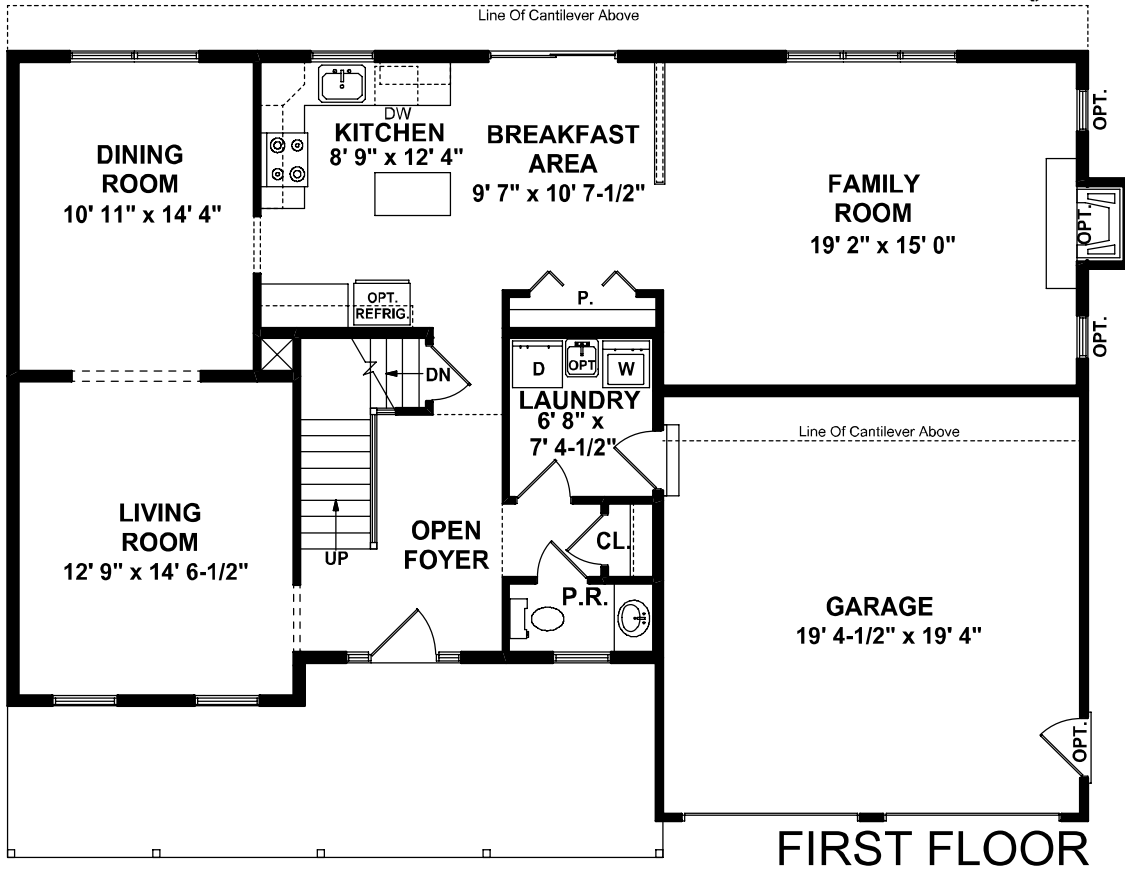 Line Of Cantilever Above
DW
KITCHEN
8' 9" x 12' 4"
BREAKFAST
AREA
9' 7" x 10' 7-1/2"
DINING
ROOM
10' 11" x 14' 4"
FAMILY
ROOM
19' 2" x 15' 0"
OPT.
OPT.
OPT.
OPT.
REFRIG.
P.
DN
D
OPT
W
LAUNDRY
6' 8" x
7' 4-1/2"
Line Of Cantilever Above
LIVING
ROOM
12' 9" x 14' 6-1/2"
UP
OPEN
FOYER
CL.
P.R.
GARAGE
19' 4-1/2" x 19' 4"
OPT.
FIRST FLOOR